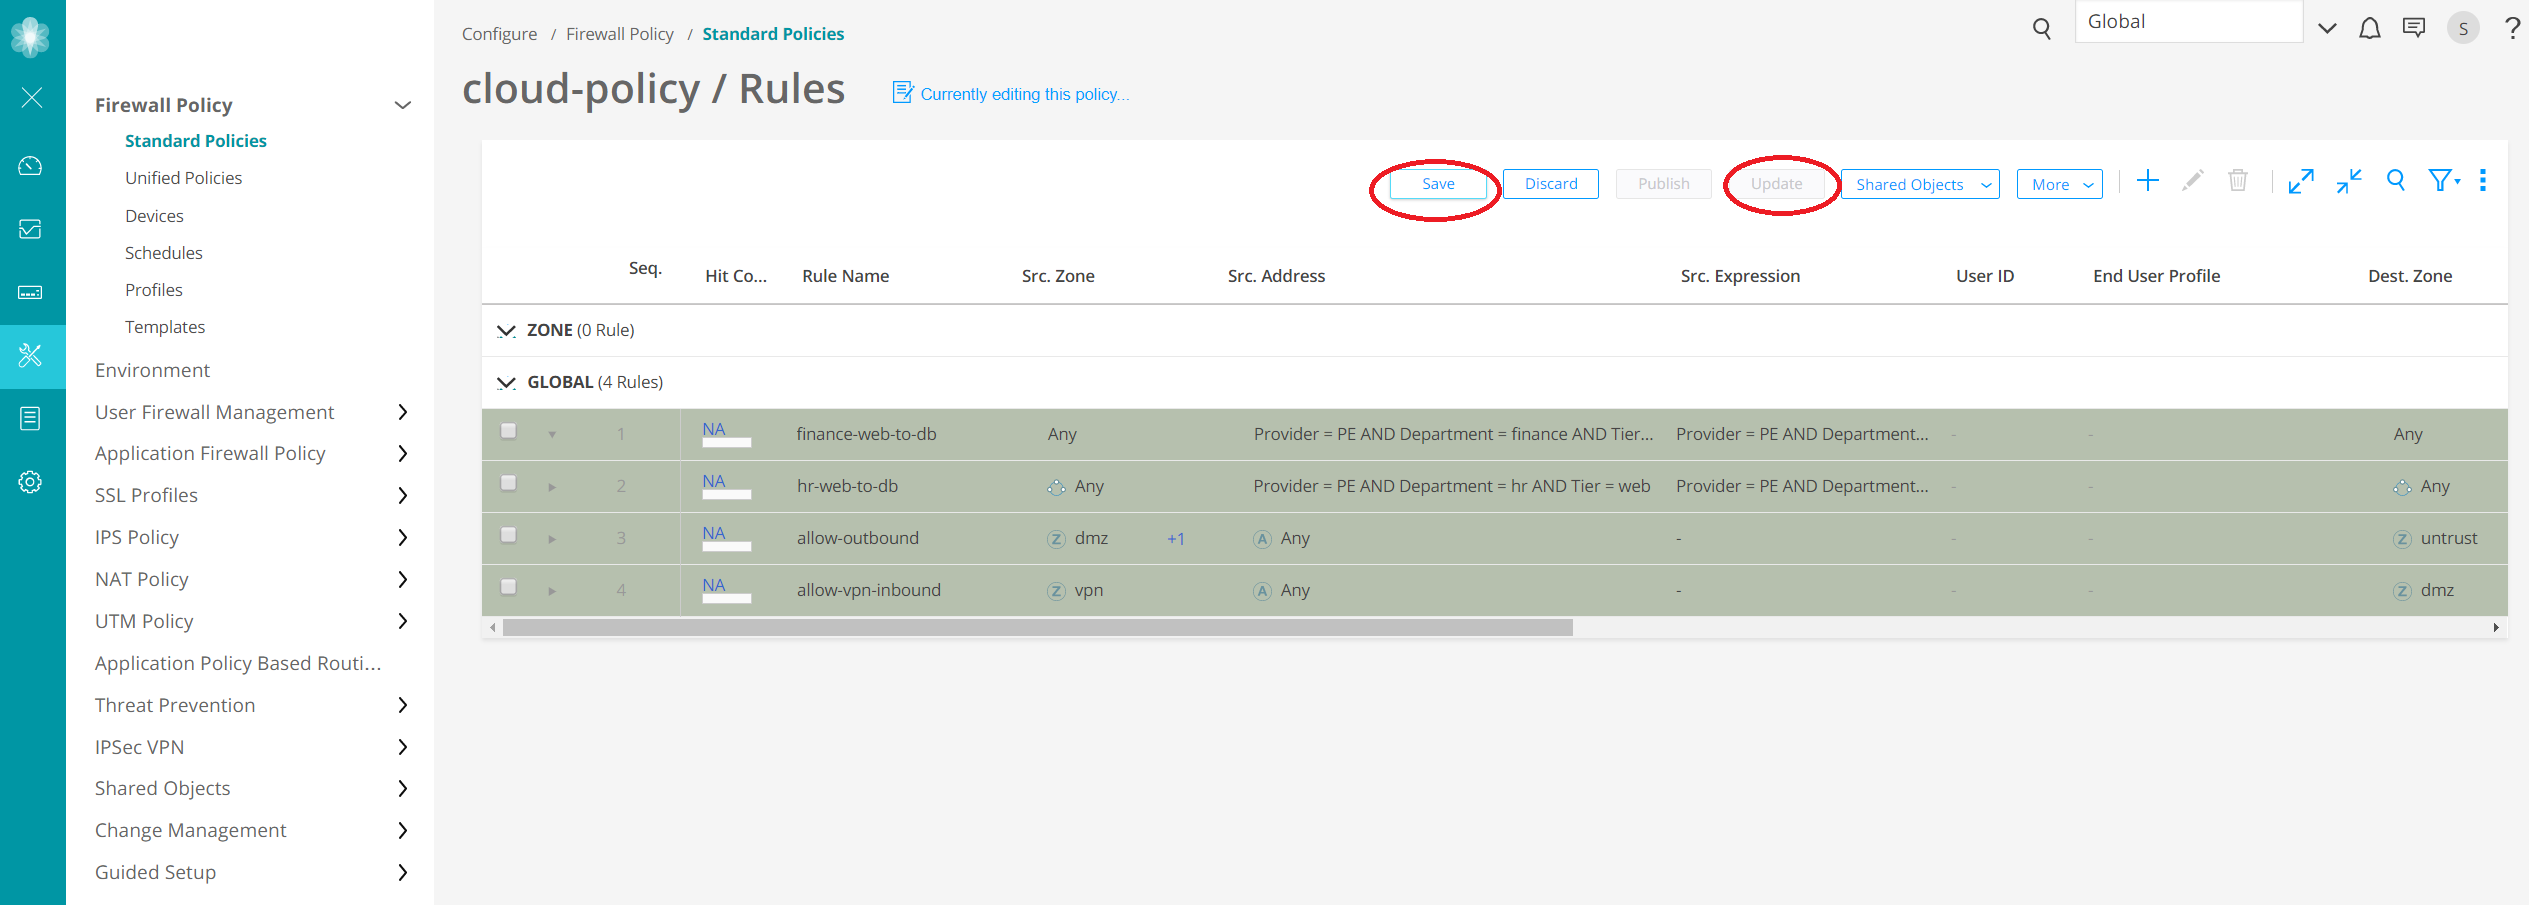 Configure / Firewall Policy / Standard Policies
Global
S
?
cloud-policy / Rules
Currently editing this policy...
Firewall Policy
Standard Policies
Unified Policies
Devices
Schedules
Profiles
Templates
Environment
User Firewall Management
Application Firewall Policy
SSL Profiles
IPS Policy
NAT Policy
UTM Policy
Application Policy Based Routi...
Threat Prevention
IPSec VPN
Shared Objects
Change Management
Guided Setup
Save Discard Publish Update Shared Objects More
Seq. Hit Co... Rule Name Src. Zone Src. Address Src. Expression User ID End User Profile Dest. Zone
ZONE (0 Rule)
GLOBAL (4 Rules)
1 NA finance-web-to-db Any Provider = PE AND Department = finance AND Tier... Provider = PE AND Department... - - Any
2 NA hr-web-to-db Any Provider = PE AND Department = hr AND Tier = web Provider = PE AND Department... - - Any
3 NA allow-outbound Z dmz +1 A Any - - - Z untrust
4 NA allow-vpn-inbound Z vpn A Any - - - Z dmz